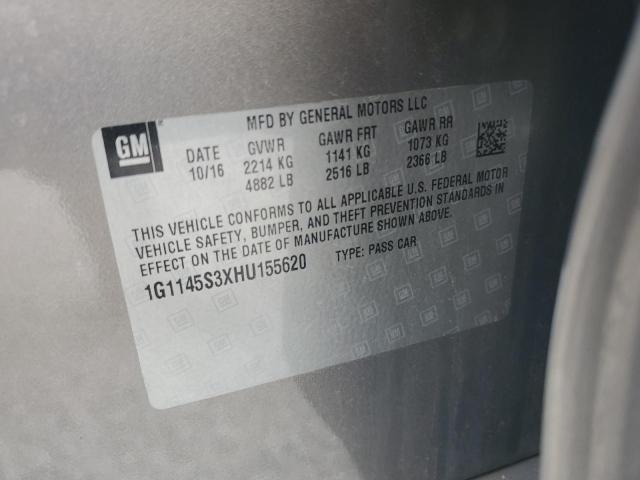 GM
MFD BY GENERAL MOTORS LLC
DATE GVWR GAWR FRT GAWR RR
10/16 2214 KG 1141 KG 1073 KG
4882 LB 2516 LB 2366 LB
THIS VEHICLE CONFORMS TO ALL APPLICABLE U.S. FEDERAL MOTOR
VEHICLE SAFETY, BUMPER, AND THEFT PREVENTION STANDARDS IN
EFFECT ON THE DATE OF MANUFACTURE SHOWN ABOVE.
1G1145S3XHU155620 TYPE: PASS CAR